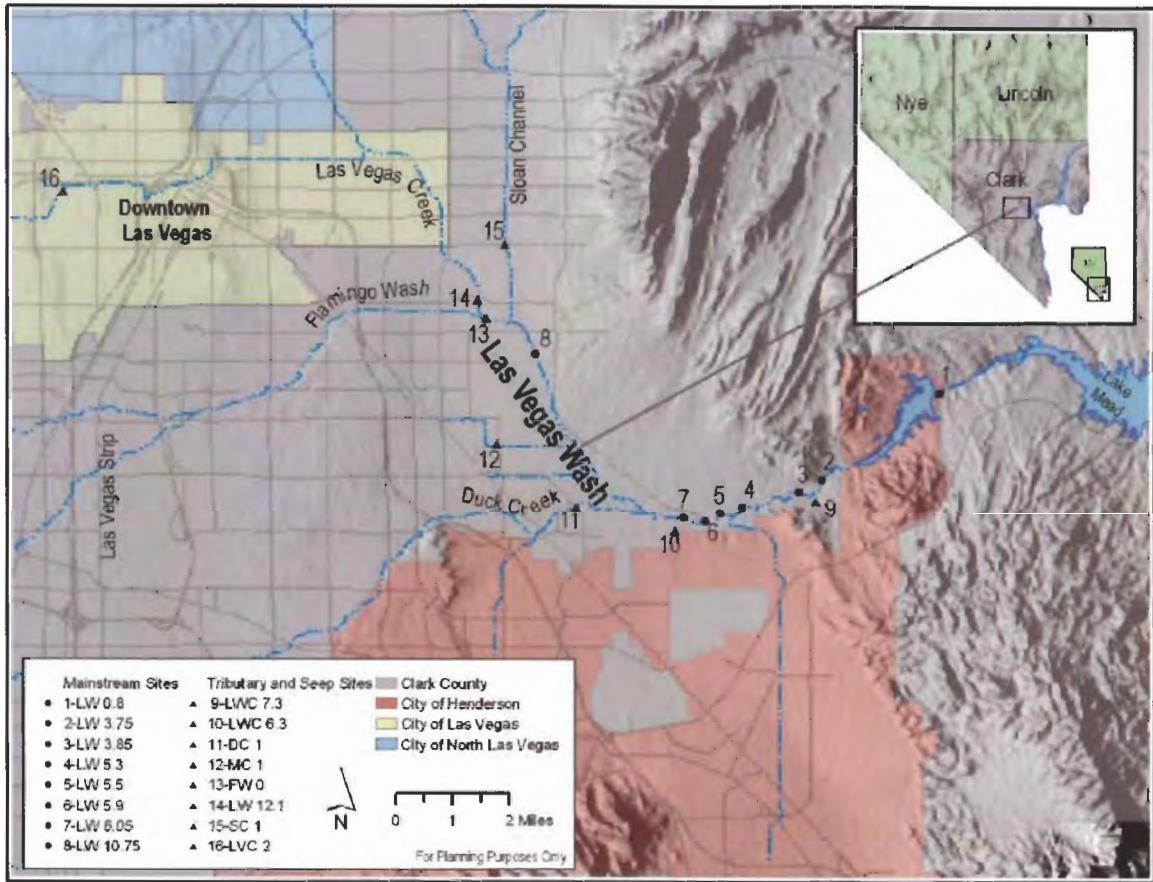 Nye
Lincoln
Clark
16
Las Vegas
Creek
Sloan Channel
Downtown
Las Vegas
15
Flamingo Wash
14
13
8
Las Vegas Wash
1
Lake
Mead
Las Vegas Strip
12
2
3
4
5
9
7
6
Duck Creek
11
10
Mainstream Sites
1-LW 0.8
2-LW 3.75
3-LW 3.85
4-LW 5.3
5-LW 5.5
6-LW 5.9
7-LW 6.05
8-LW 10.75
Tributary and Seep Sites
9-LWC 7.3
10-LWC 6.3
11-DC 1
12-MC 1
13-FW 0
14-LW 12.1
15-SC 1
16-LVC 2
Clark County
City of Henderson
City of Las Vegas
City of North Las Vegas
N
0 1 2 Miles
For Planning Purposes Only